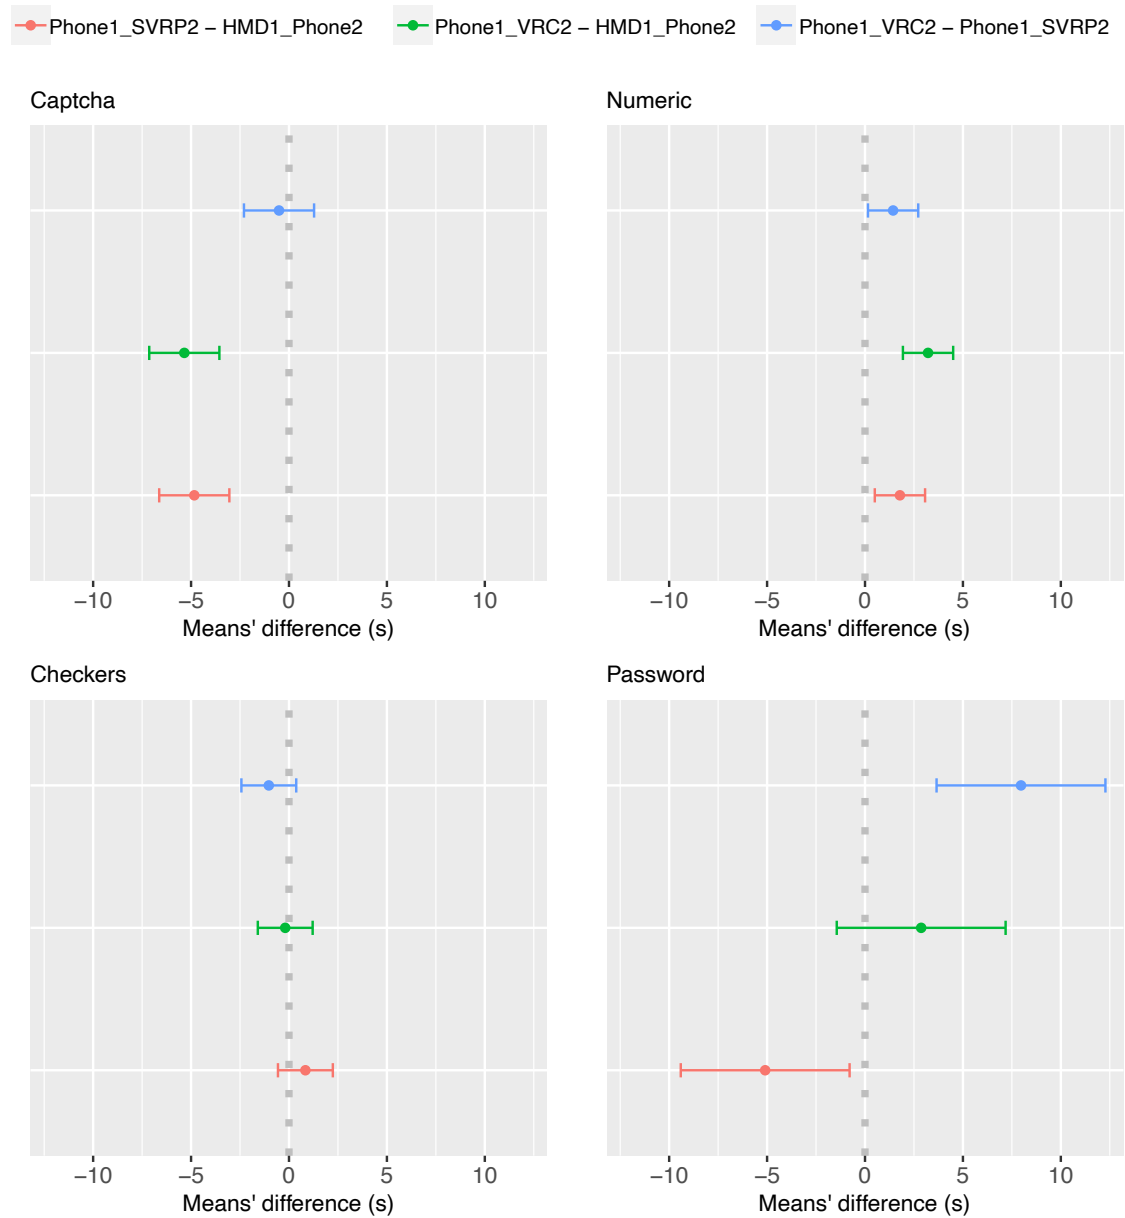 Phone1_SVRP2 – HMD1_Phone2 Phone1_VRC2 – HMD1_Phone2 Phone1_VRC2 – Phone1_SVRP2
Captcha Numeric
−10 −5 0 5 10 −10 −5 0 5 10
Means' difference (s) Means' difference (s)
Checkers Password
−10 −5 0 5 10 −10 −5 0 5 10
Means' difference (s) Means' difference (s)